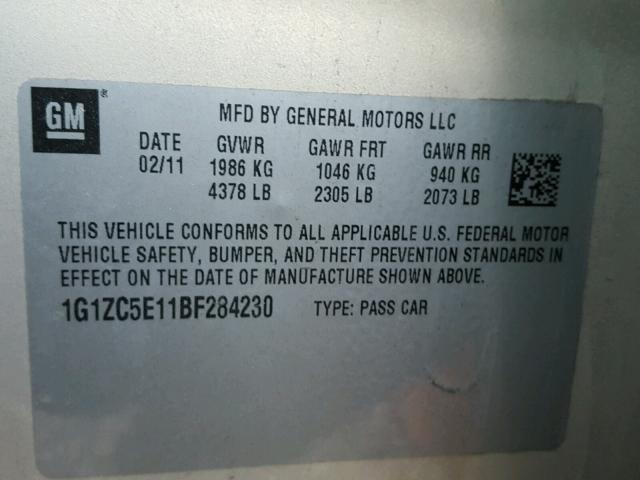 GM ®
MFD BY GENERAL MOTORS LLC
DATE GVWR GAWR FRT GAWR RR
02/11 1986 KG 1046 KG 940 KG
4378 LB 2305 LB 2073 LB
THIS VEHICLE CONFORMS TO ALL APPLICABLE U.S. FEDERAL MOTOR
VEHICLE SAFETY, BUMPER, AND THEFT PREVENTION STANDARDS IN
EFFECT ON THE DATE OF MANUFACTURE SHOWN ABOVE.
1G1ZC5E11BF284230 TYPE: PASS CAR